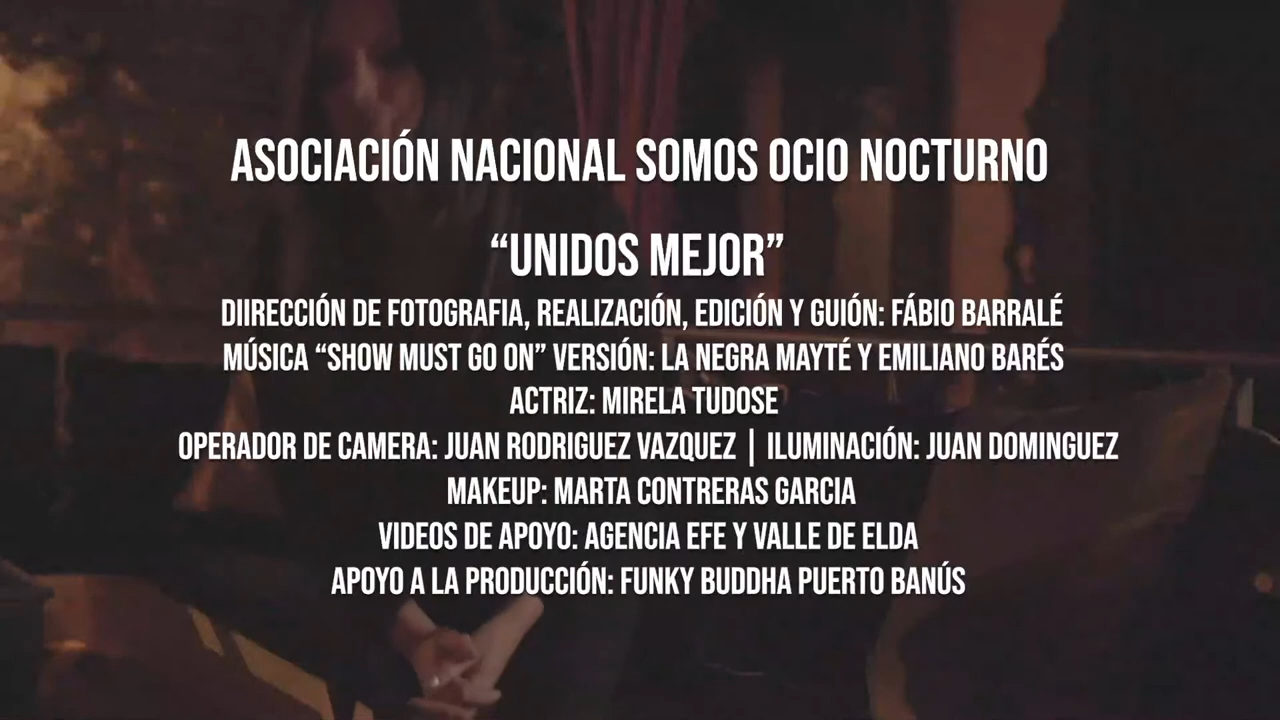 ASOCIACIÓN NACIONAL SOMOS OCIO NOCTURNO
“UNIDOS MEJOR”
DIIRECCIÓN DE FOTOGRAFIA, REALIZACIÓN, EDICIÓN Y GUIÓN: FÁBIO BARRALÉ
MÚSICA “SHOW MUST GO ON” VERSIÓN: LA NEGRA MAYTÉ Y EMILIANO BARÉS
ACTRIZ: MIRELA TUDOSE
OPERADOR DE CAMERA: JUAN RODRIGUEZ VAZQUEZ | ILUMINACIÓN: JUAN DOMINGUEZ
MAKEUP: MARTA CONTRERAS GARCIA
VIDEOS DE APOYO: AGENCIA EFE Y VALLE DE ELDA
APOYO A LA PRODUCCIÓN: FUNKY BUDDHA PUERTO BANÚS